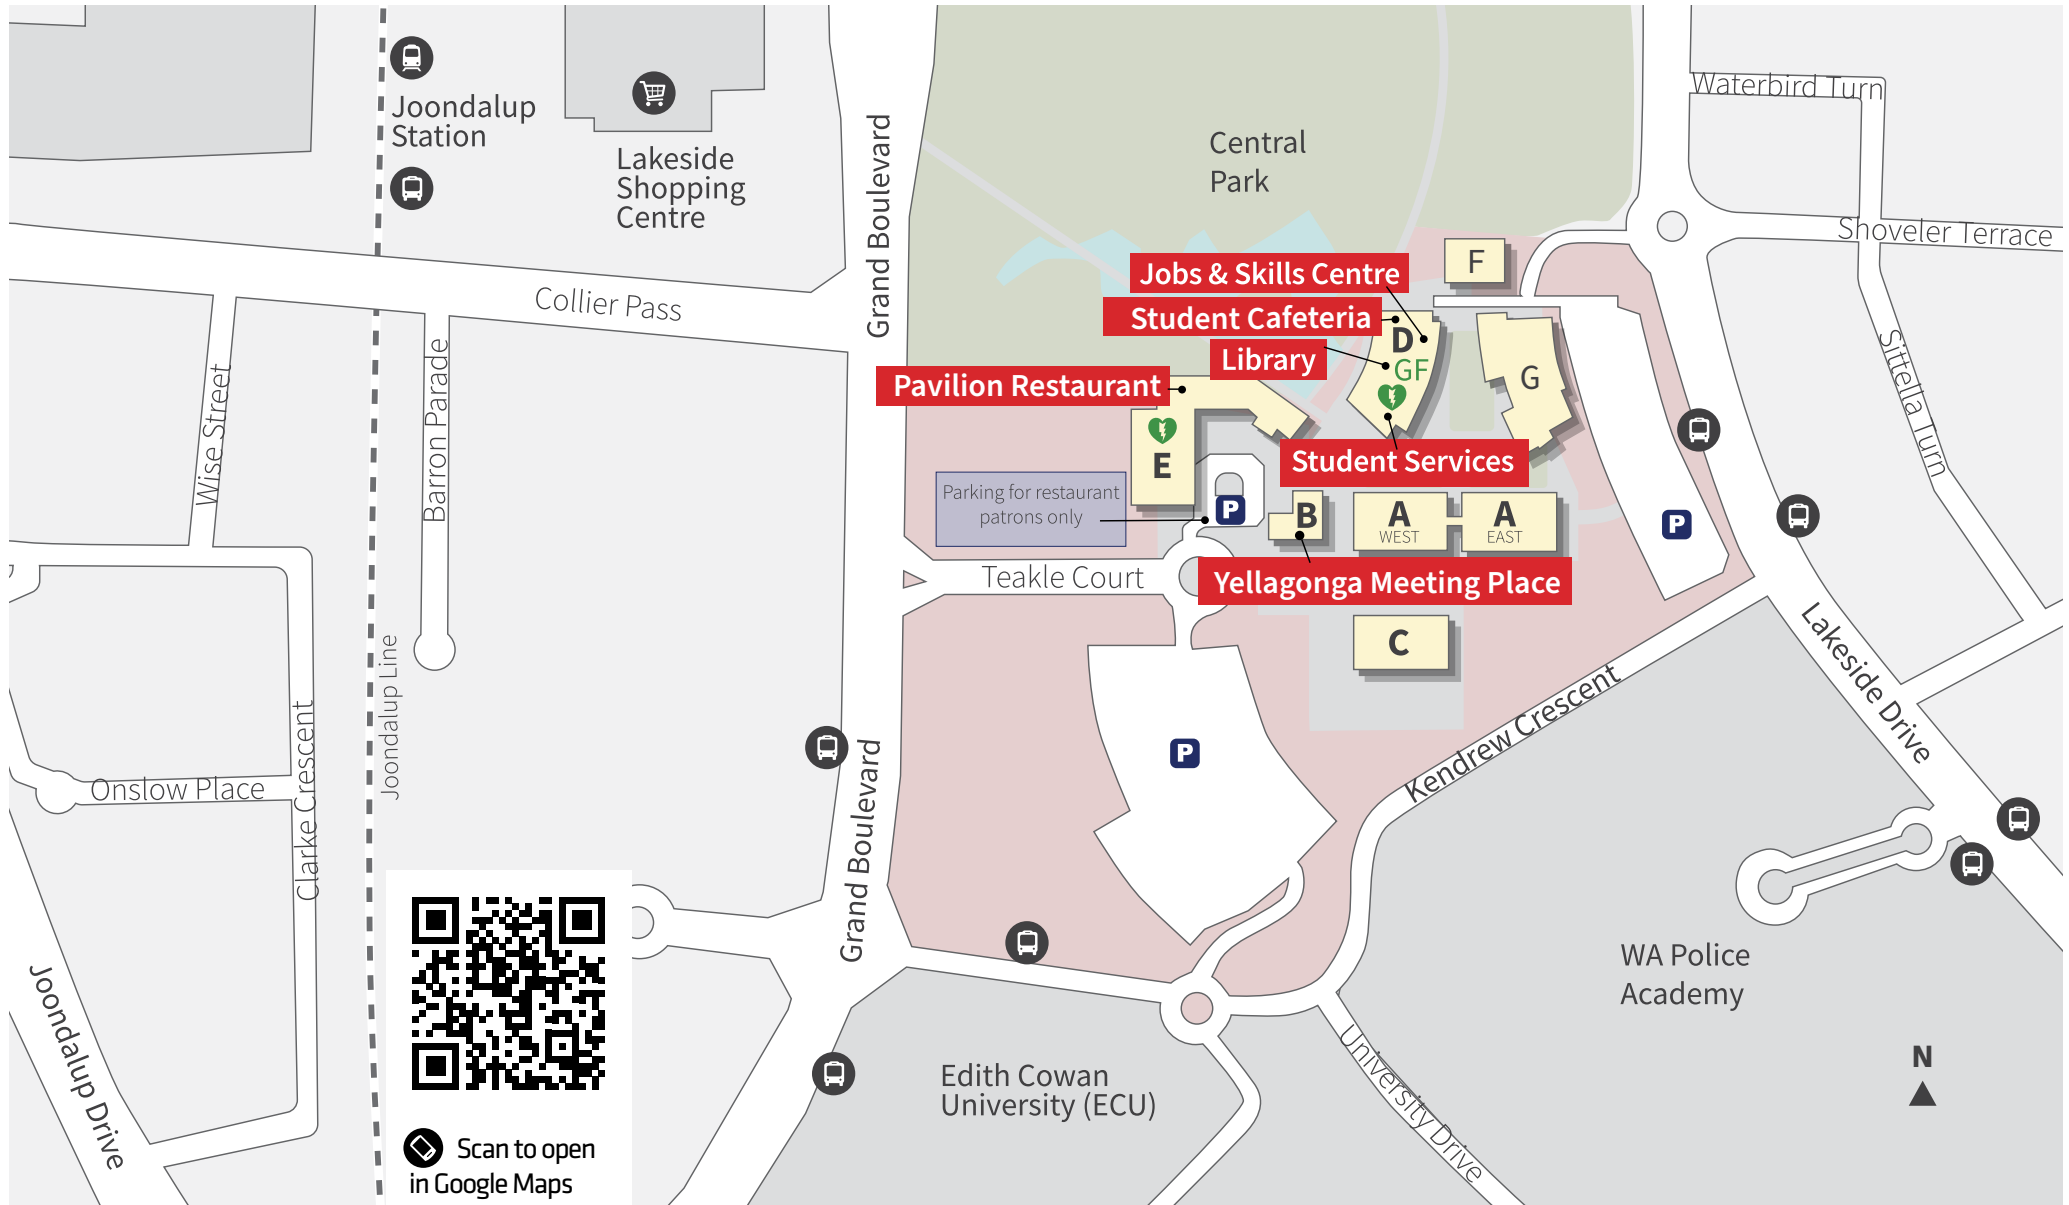 Joondalup
Station
Lakeside
Shopping
Centre
Grand Boulevard
Central
Park
Waterbird Turn
Shoveler Terrace
Collier Pass
Jobs & Skills Centre
F
Student Cafeteria
D
Library
GF
Pavilion Restaurant
G
Sittella Turn
Wise Street
Barron Parade
E
Student Services
Parking for restaurant
patrons only
P
B
A
WEST
A
EAST
P
Teakle Court
Yellagonga Meeting Place
C
Lakeside Drive
Kendrew Crescent
Joondalup Line
Clarke Crescent
Onslow Place
P
Grand Boulevard
WA Police
Academy
Joondalup Drive
Edith Cowan
University (ECU)
University Drive
N
Scan to open
in Google Maps